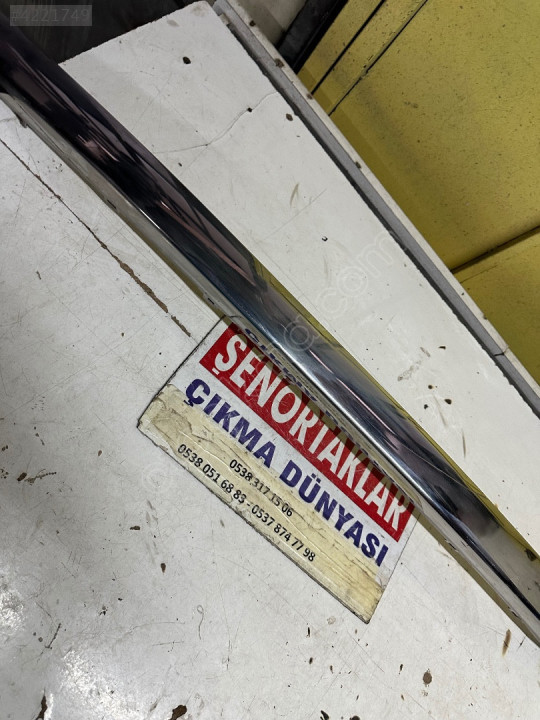 ŞENORTAKLAR
ÇIKMA DÜNYASI
0538 317 15 06
0538 051 68 83 - 0537 874 77 98